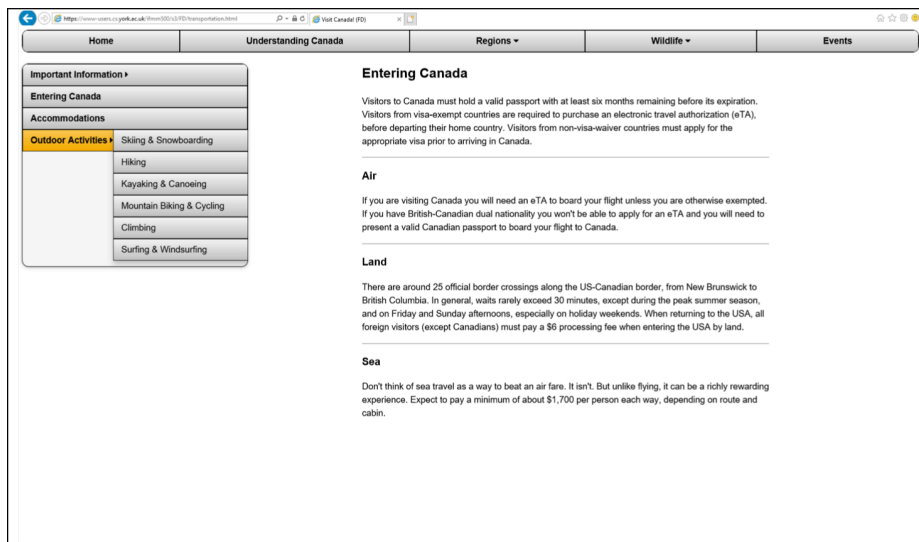 https://www-users.cs.york.ac.uk/ifmm500/s3/FD/transportation.html
Visit Canada! (FD)
Home
Understanding Canada
Regions
Wildlife
Events
Important Information
Entering Canada
Accommodations
Outdoor Activities
Skiing & Snowboarding
Hiking
Kayaking & Canoeing
Mountain Biking & Cycling
Climbing
Surfing & Windsurfing
Entering Canada
Visitors to Canada must hold a valid passport with at least six months remaining before its expiration.
Visitors from visa-exempt countries are required to purchase an electronic travel authorization (eTA),
before departing their home country. Visitors from non-visa-waiver countries must apply for the
appropriate visa prior to arriving in Canada.
Air
If you are visiting Canada you will need an eTA to board your flight unless you are otherwise exempted.
If you have British-Canadian dual nationality you won't be able to apply for an eTA and you will need to
present a valid Canadian passport to board your flight to Canada.
Land
There are around 25 official border crossings along the US-Canadian border, from New Brunswick to
British Columbia. In general, waits rarely exceed 30 minutes, except during the peak summer season,
and on Friday and Sunday afternoons, especially on holiday weekends. When returning to the USA, all
foreign visitors (except Canadians) must pay a $6 processing fee when entering the USA by land.
Sea
Don't think of sea travel as a way to beat an air fare. It isn't. But unlike flying, it can be a richly rewarding
experience. Expect to pay a minimum of about $1,700 per person each way, depending on route and
cabin.